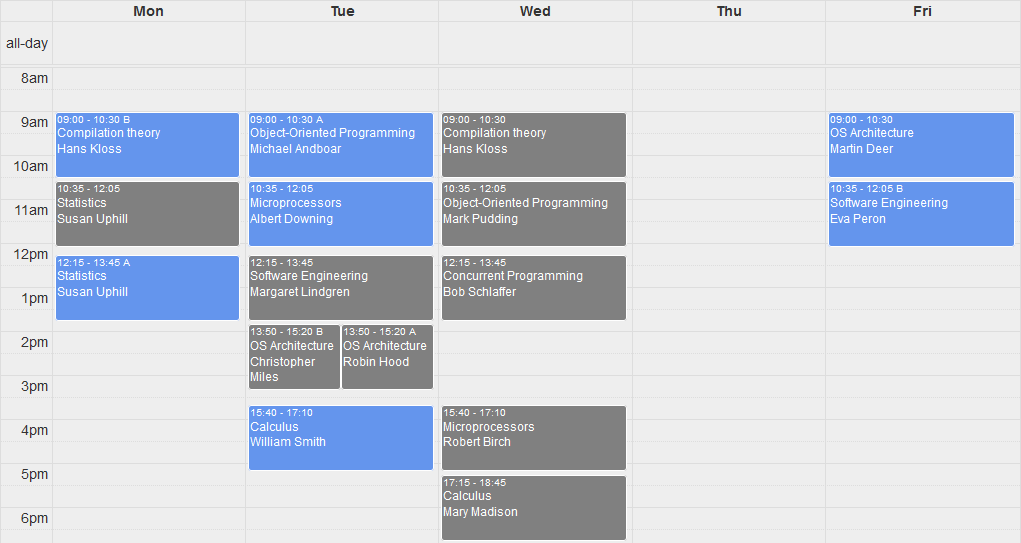 Mon Tue Wed Thu Fri
all-day
8am
9am
10am
11am
12pm
1pm
2pm
3pm
4pm
5pm
6pm
09:00 - 10:30 B
Compilation theory
Hans Kloss
10:35 - 12:05
Statistics
Susan Uphill
12:15 - 13:45 A
Statistics
Susan Uphill
09:00 - 10:30 A
Object-Oriented Programming
Michael Andboar
10:35 - 12:05
Microprocessors
Albert Downing
12:15 - 13:45
Software Engineering
Margaret Lindgren
13:50 - 15:20 B
OS Architecture
Christopher
Miles
13:50 - 15:20 A
OS Architecture
Robin Hood
15:40 - 17:10
Calculus
William Smith
09:00 - 10:30
Compilation theory
Hans Kloss
10:35 - 12:05
Object-Oriented Programming
Mark Pudding
12:15 - 13:45
Concurrent Programming
Bob Schlaffer
15:40 - 17:10
Microprocessors
Robert Birch
17:15 - 18:45
Calculus
Mary Madison
09:00 - 10:30
OS Architecture
Martin Deer
10:35 - 12:05 B
Software Engineering
Eva Peron